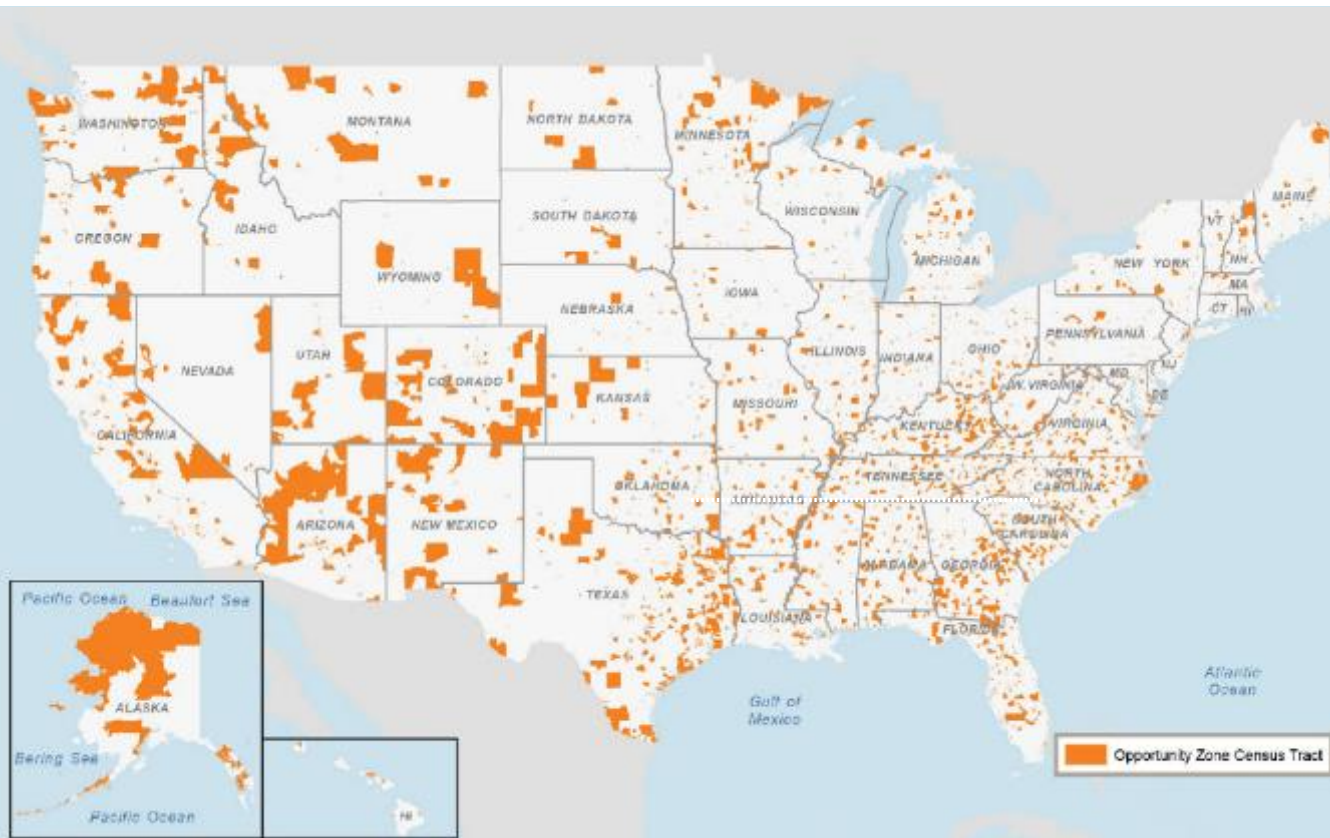 WASHINGTON
MONTANA
NORTH DAKOTA
MINNESOTA
MAINE
OREGON
IDAHO
SOUTH DAKOTA
WISCONSIN
VT
NH
WYOMING
MICHIGAN
NEW YORK
MA
CT
RI
IOWA
NEBRASKA
PENNSYLVANIA
NEVADA
UTAH
COLORADO
ILLINOIS
INDIANA
OHIO
NJ
MD
DE
KANSAS
MISSOURI
W. VIRGINIA
VIRGINIA
KENTUCKY
CALIFORNIA
TENNESSEE
NORTH
CAROLINA
OKLAHOMA
ARIZONA
NEW MEXICO
SOUTH
CAROLINA
ALABAMA
GEORGIA
TEXAS
LOUISIANA
FLORIDA
Pacific Ocean
Beaufort Sea
ALASKA
Bering Sea
Pacific Ocean
HI
Gulf of
Mexico
Atlantic
Ocean
Opportunity Zone Census Tract